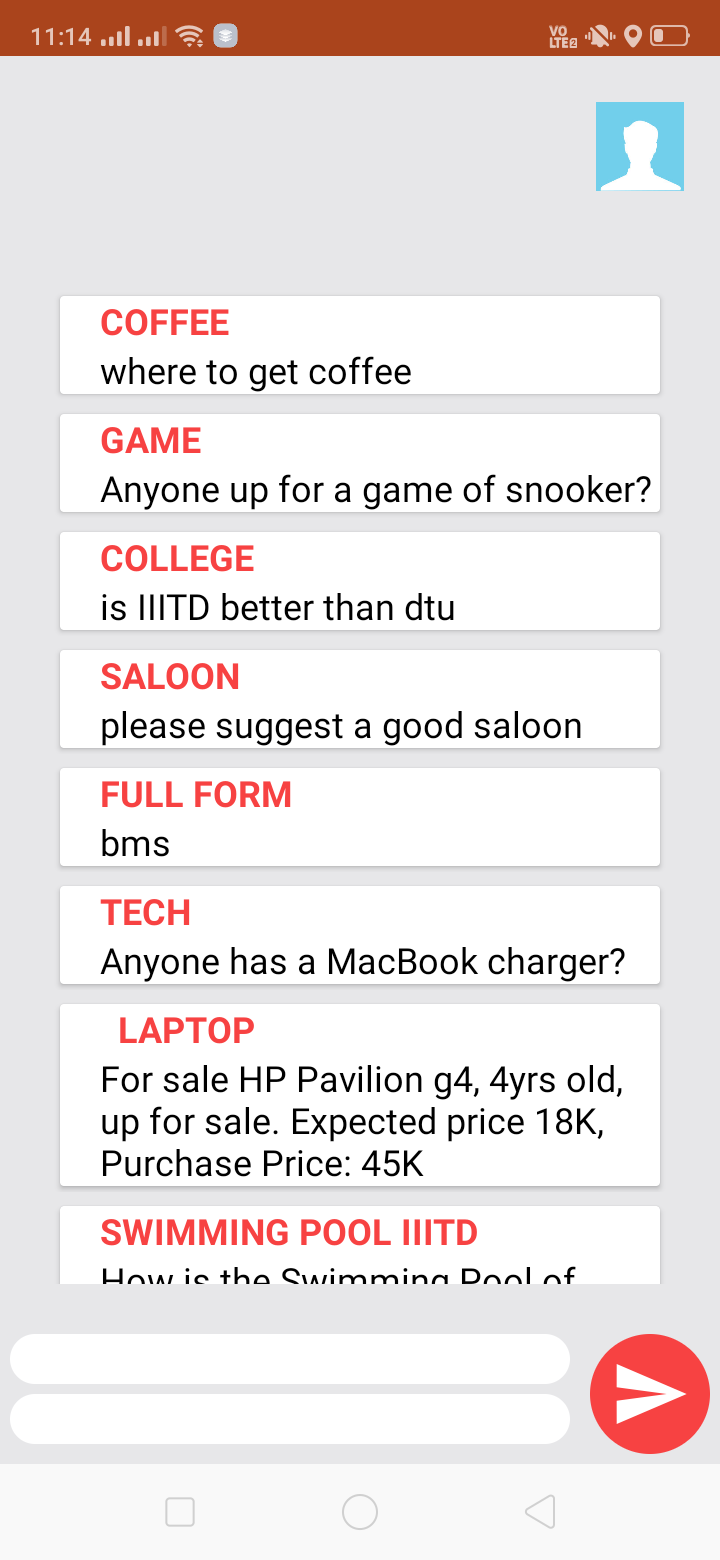 11:14
VO
LTE2
COFFEE
where to get coffee
GAME
Anyone up for a game of snooker?
COLLEGE
is IIITD better than dtu
SALOON
please suggest a good saloon
FULL FORM
bms
TECH
Anyone has a MacBook charger?
LAPTOP
For sale HP Pavilion g4, 4yrs old,
up for sale. Expected price 18K,
Purchase Price: 45K
SWIMMING POOL IIITD
How is the Swimming Pool of